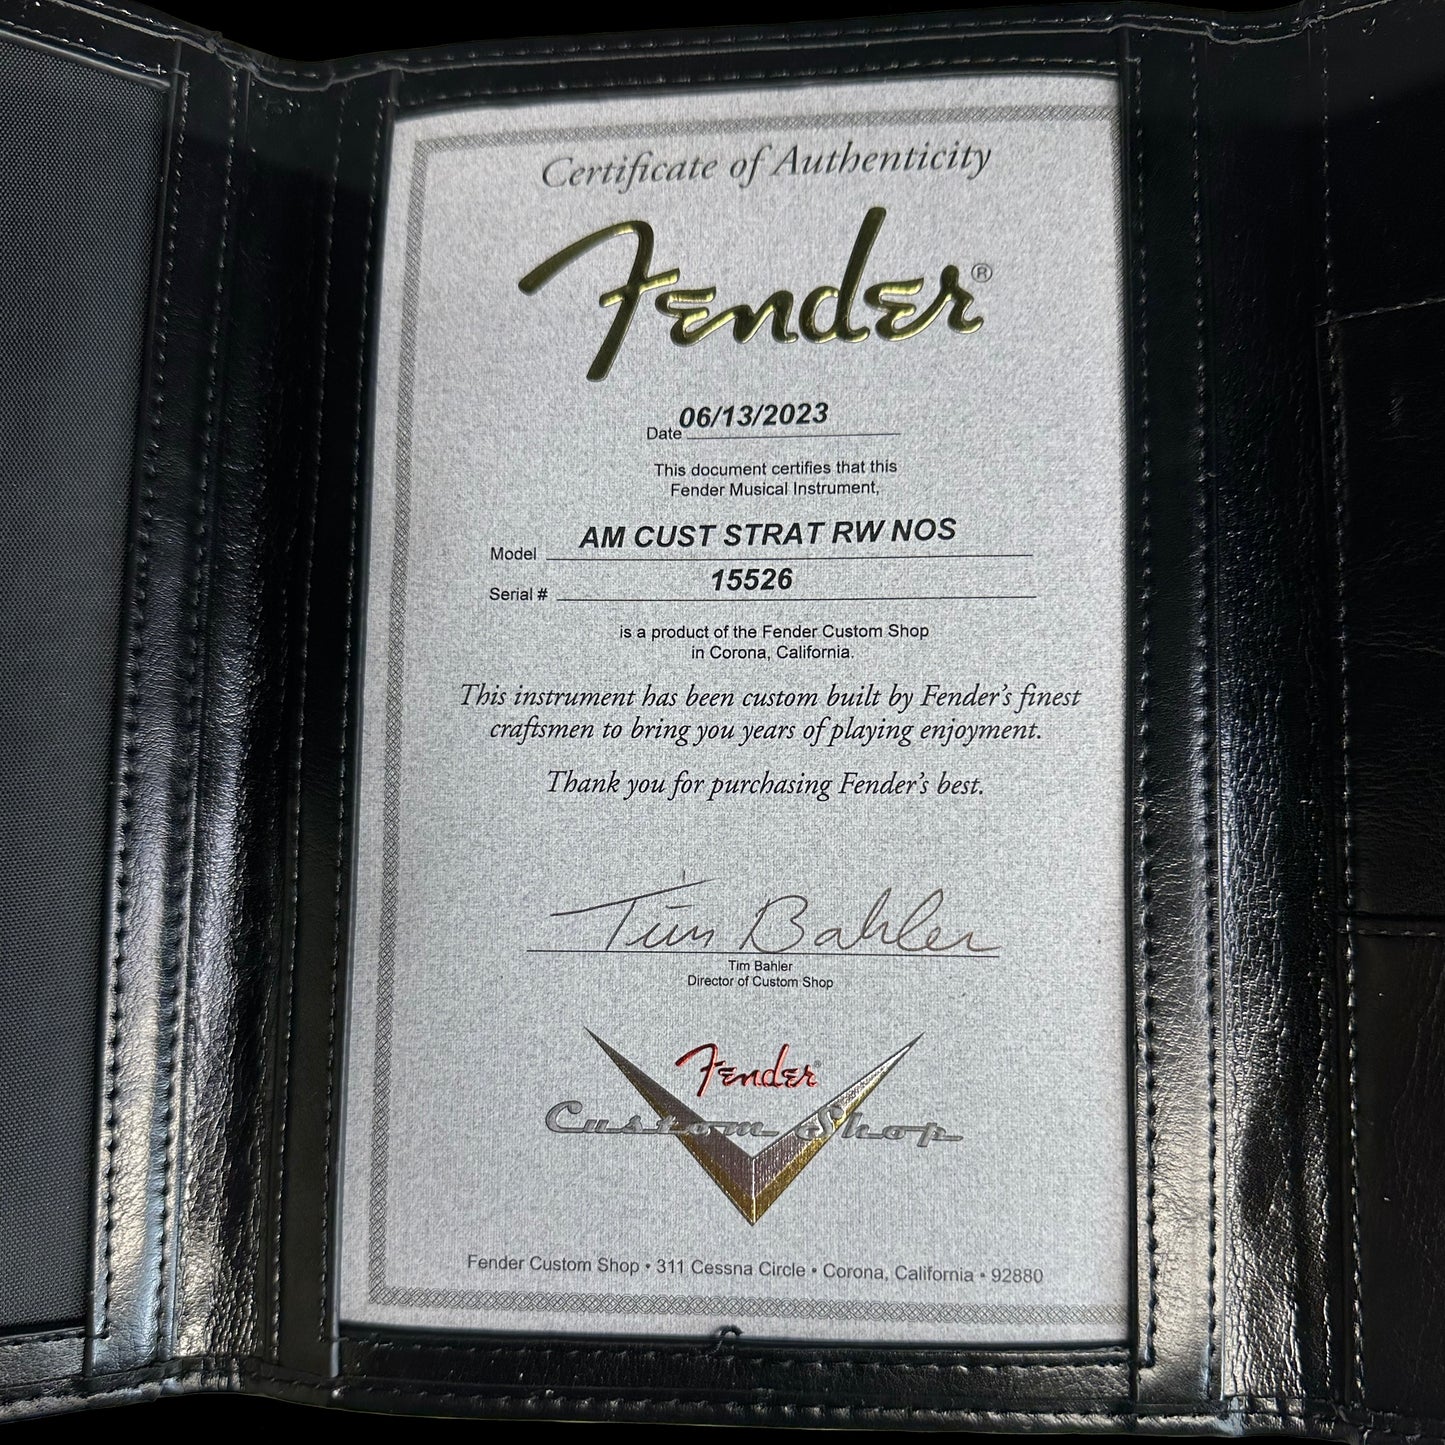 Certificate of Authenticity
Fender®
Date 06/13/2023
This document certifies that this
Fender Musical Instrument,
Model AM CUST STRAT RW NOS
Serial # 15526
is a product of the Fender Custom Shop
in Corona, California.
This instrument has been custom built by Fender's finest
craftsmen to bring you years of playing enjoyment.
Thank you for purchasing Fender's best.
Tim Bahler
Tim Bahler
Director of Custom Shop
Fender®
Custom Shop
Fender Custom Shop • 311 Cessna Circle • Corona, California • 92880